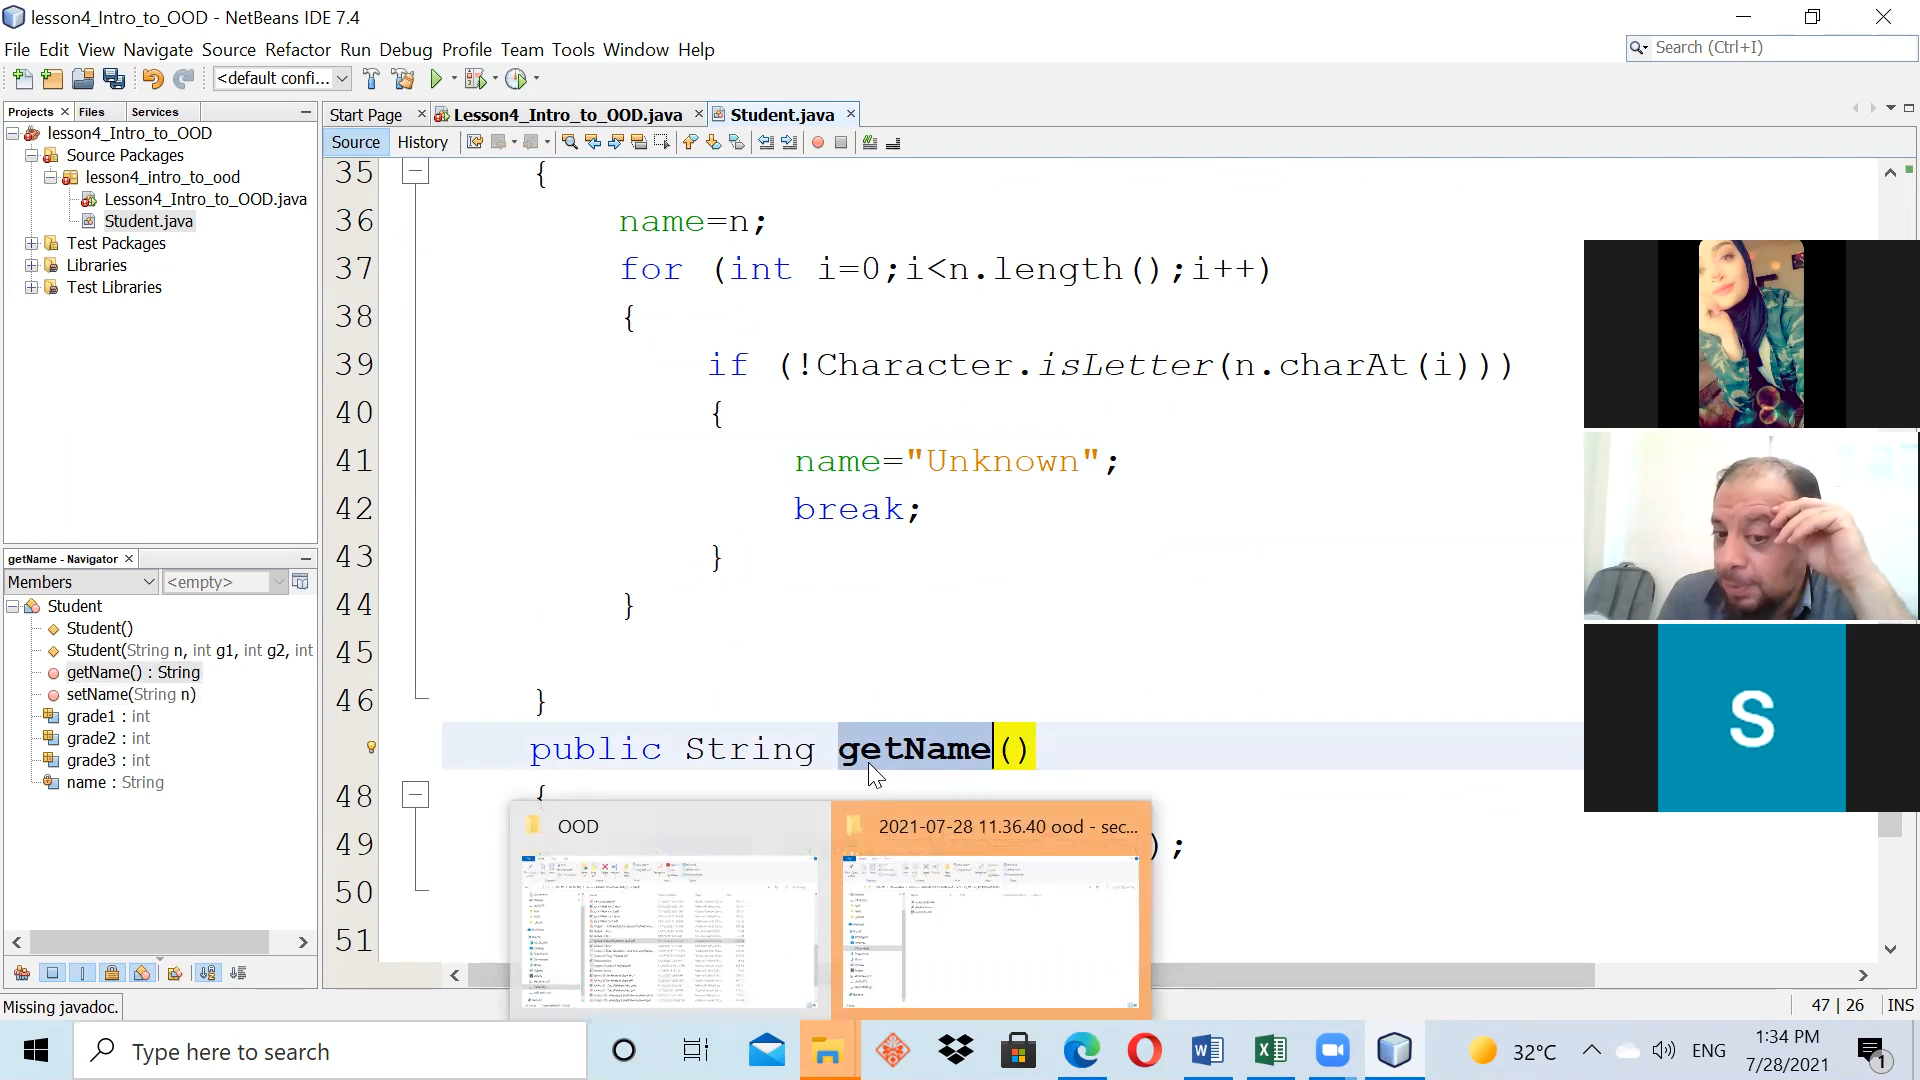 lesson4_Intro_to_OOD - NetBeans IDE 7.4
File Edit View Navigate Source Refactor Run Debug Profile Team Tools Window Help
Search (Ctrl+I)
<default confi...
Projects Files Services
Start Page Lesson4_Intro_to_OOD.java Student.java
Source History
lesson4_Intro_to_OOD
Source Packages
lesson4_intro_to_ood
Lesson4_Intro_to_OOD.java
Student.java
Test Packages
Libraries
Test Libraries
getName - Navigator
Members <empty>
Student
Student()
Student(String n, int g1, int g2, int
getName() : String
setName(String n)
grade1 : int
grade2 : int
grade3 : int
name : String
35 {
36 name=n;
37 for (int i=0;i<n.length();i++)
38 {
39 if (!Character.isLetter(n.charAt(i)))
40 {
41 name="Unknown";
42 break;
43 }
44 }
45
46 }
public String getName()
48 {
49 );
50
51
S
OOD
2021-07-28 11.36.40 ood - sec...
Missing javadoc.
47 | 26 INS
Type here to search
32°C
ENG
1:34 PM
7/28/2021
1